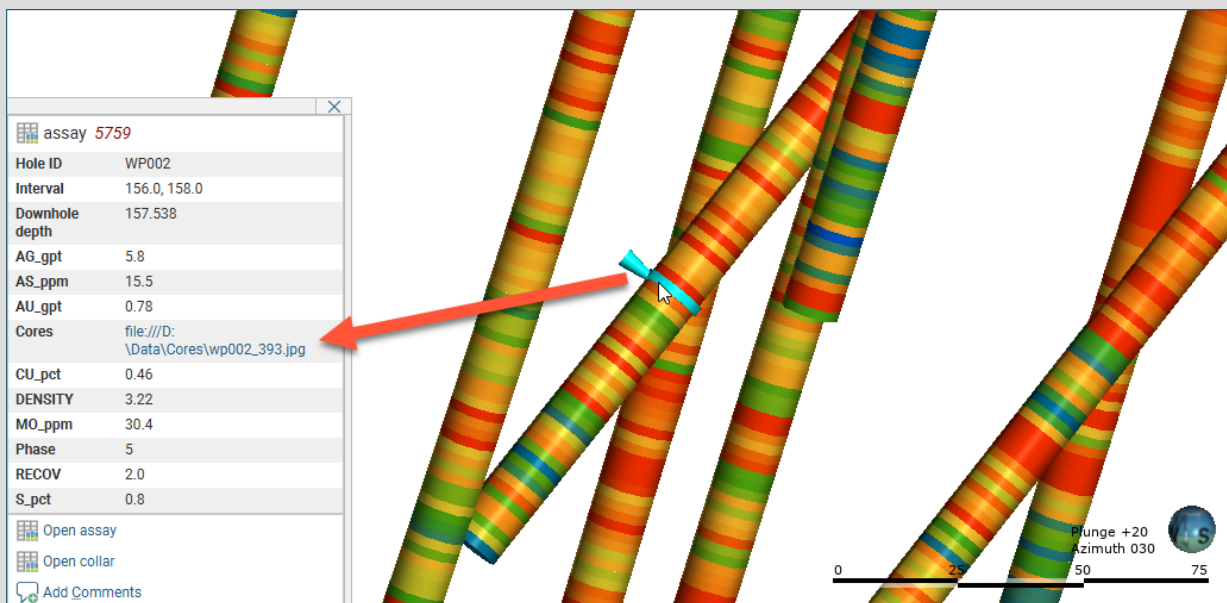 assay 5759
Hole ID WP002
Interval 156.0, 158.0
Downhole 157.538
depth
AG_gpt 5.8
AS_ppm 15.5
AU_gpt 0.78
Cores file:///D:
\Data\Cores\wp002_393.jpg
CU_pct 0.46
DENSITY 3.22
MO_ppm 30.4
Phase 5
RECOV 2.0
S_pct 0.8
Open assay
Open collar
Add Comments
Plunge +20
Azimuth 030
S
0 25 50 75